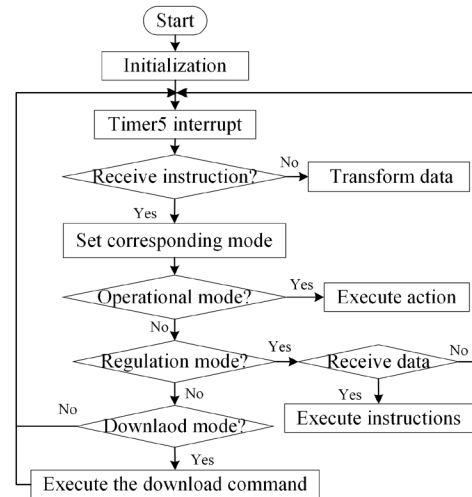 Start
Initialization
Timer5 interrupt
Receive instruction?
No
Transform data
Yes
Set corresponding mode
Operational mode?
Yes
Execute action
No
Regulation mode?
Yes
Receive data
No
No
Yes
No
Downlaod mode?
Execute instructions
Yes
Execute the download command